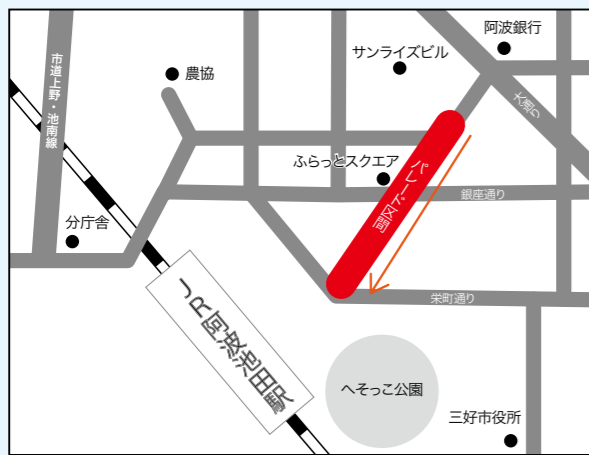 阿波銀行
サンライズビル
農協
市道上野・池南線
大通り
ふらっとスクエア
パレード区間
銀座通り
分庁舎
栄町通り
JR阿波池田駅
へそっこ公園
三好市役所